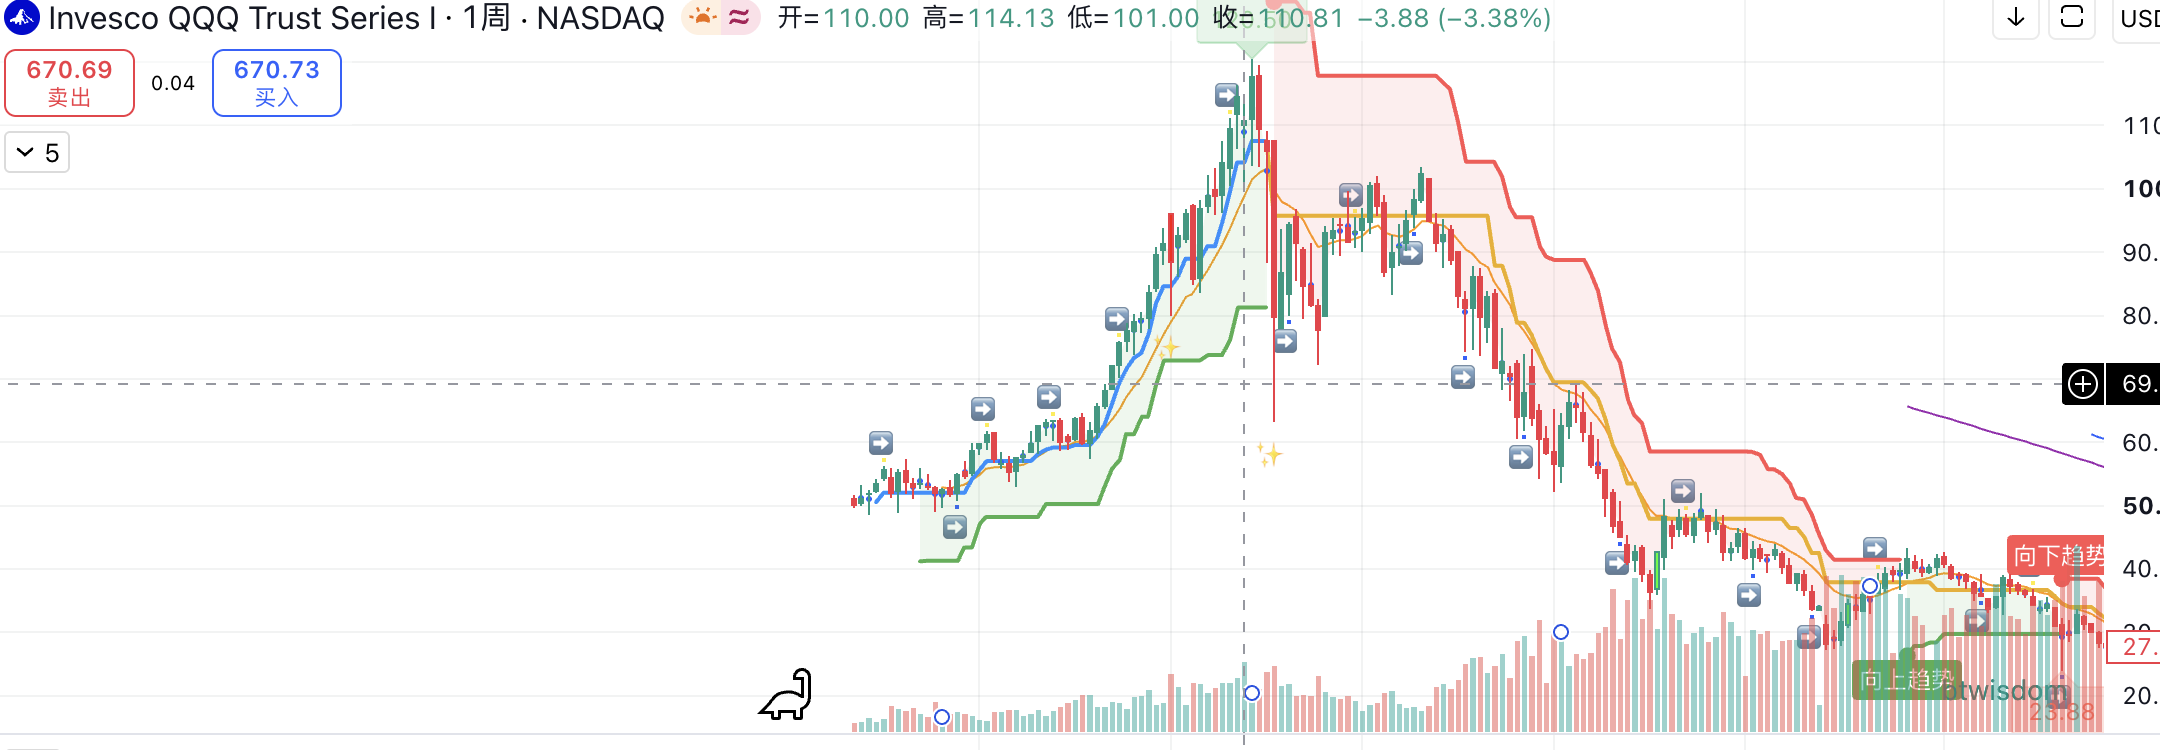 Invesco QQQ Trust Series I · 1周 · NASDAQ
开=110.00 高=114.13 低=101.00 收=110.81 −3.88 (−3.38%)
USD
670.69
卖出
0.04
670.73
买入
5
110
100
90.
80.
69.
60.
50.
40.
30
27.
20.
向下趋势
向上趋势
btwisdom
23.88